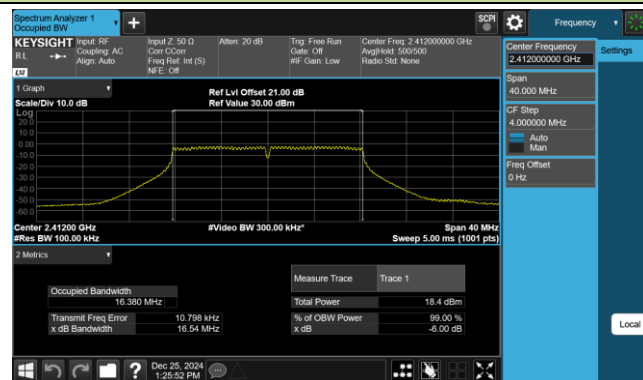 Spectrum Analyzer 1
Occupied BW
SCPI
Frequency
KEYSIGHT Input: RF Input Z: 50 Ω Atten: 20 dB Trig: Free Run Center Freq: 2.412000000 GHz
RL Coupling: AC Corr CCorr Gate: Off Avg|Hold: 500/500
Align: Auto Freq Ref: Int (S) #IF Gain: Low Radio Std: None
LXI NFE: Off
Center Frequency
2.412000000 GHz
Settings
Span
40.000 MHz
CF Step
4.000000 MHz
Auto
Man
Freq Offset
0 Hz
Local
1 Graph
Scale/Div 10.0 dB
Ref Lvl Offset 21.00 dB
Ref Value 30.00 dBm
Log
20.0
10.0
0.00
-10.0
-20.0
-30.0
-40.0
-50.0
-60.0
Center 2.41200 GHz #Video BW 300.00 kHz* Span 40 MHz
#Res BW 100.00 kHz Sweep 5.00 ms (1001 pts)
2 Metrics
Measure Trace Trace 1
Occupied Bandwidth
16.380 MHz Total Power 18.4 dBm
Transmit Freq Error 10.798 kHz % of OBW Power 99.00 %
x dB Bandwidth 16.54 MHz x dB -6.00 dB
Dec 25, 2024
1:25:52 PM